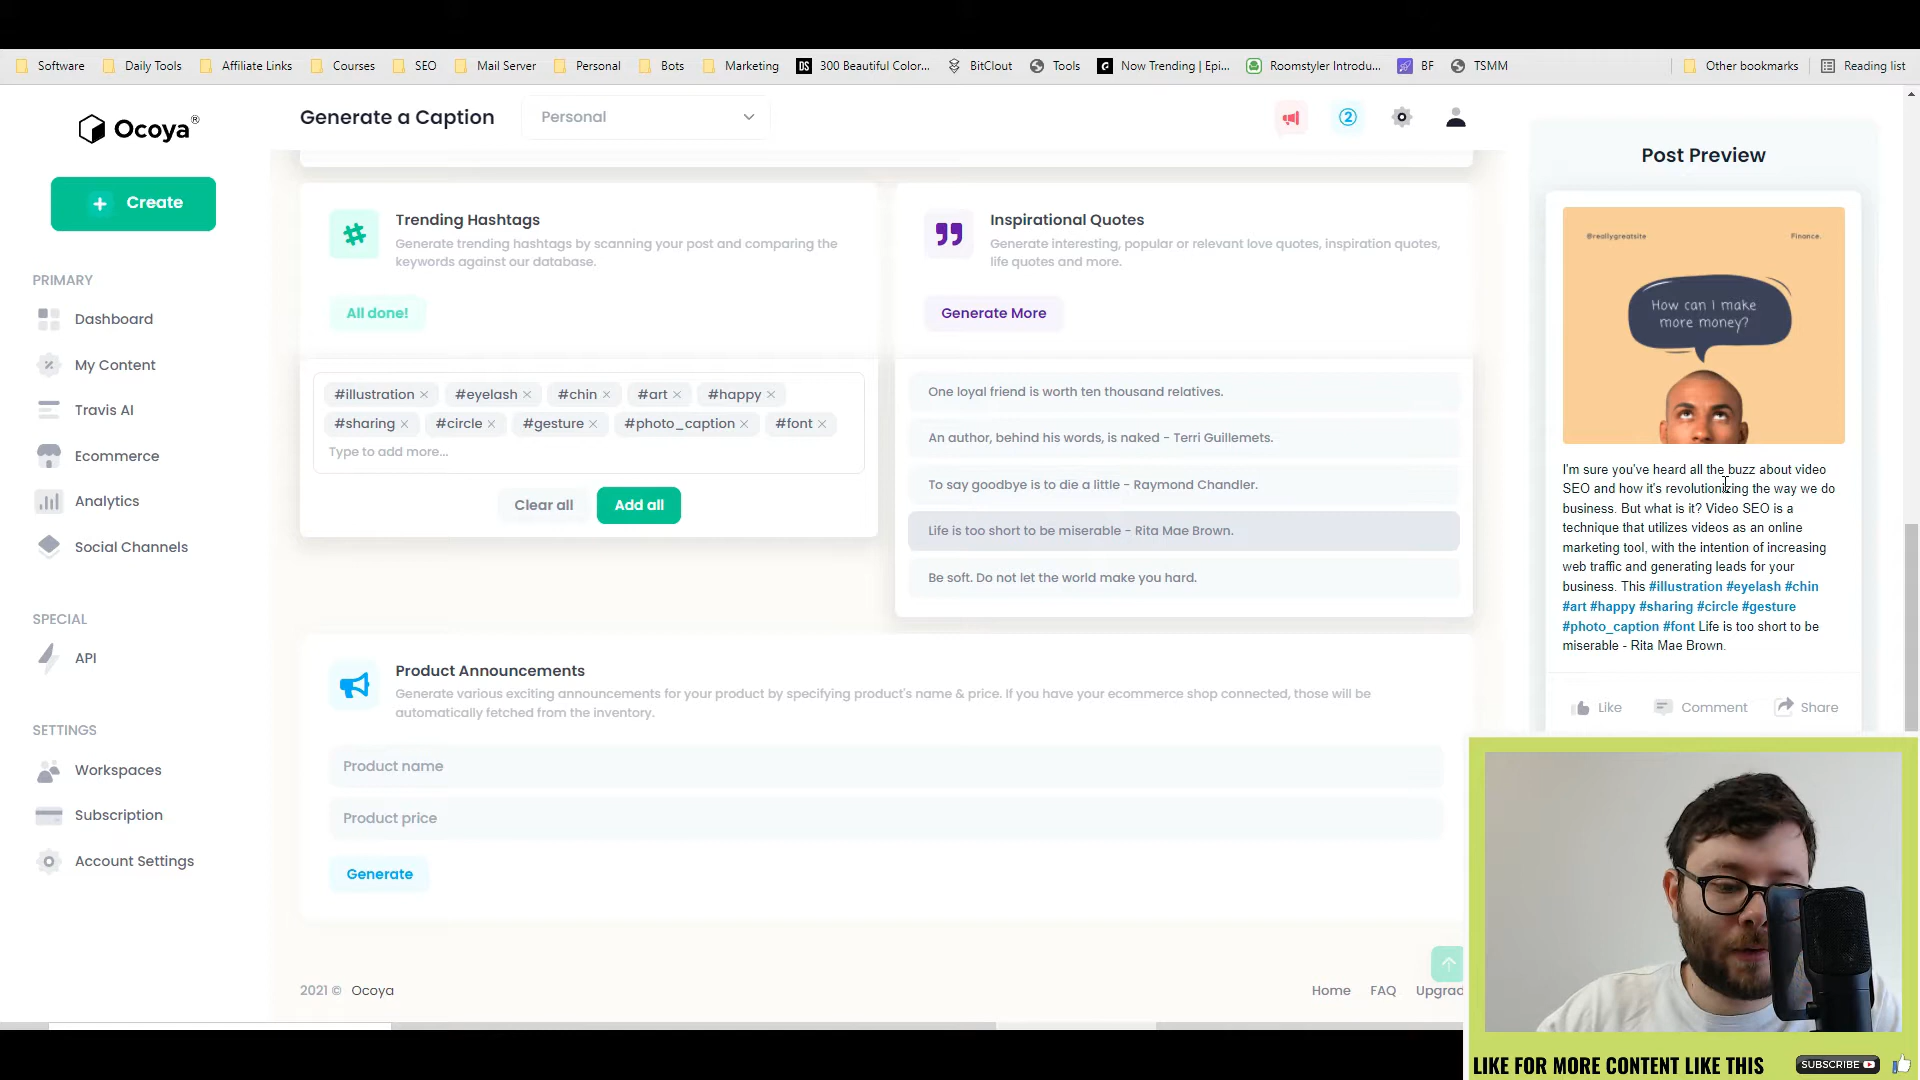 Software
Daily Tools
Affiliate Links
Courses
SEO
Mail Server
Personal
Bots
Marketing
DS
300 Beautiful Color...
BitClout
Tools
Now Trending | Epi...
Roomstyler Introdu...
BF
TSMM
Other bookmarks
Reading list
Ocoya®
Generate a Caption
Personal
2
+ Create
PRIMARY
Dashboard
My Content
Travis AI
Ecommerce
Analytics
Social Channels
SPECIAL
API
SETTINGS
Workspaces
Subscription
Account Settings
Trending Hashtags
Generate trending hashtags by scanning your post and comparing the
keywords against our database.
All done!
#illustration × #eyelash × #chin × #art × #happy ×
#sharing × #circle × #gesture × #photo_caption × #font ×
Type to add more...
Clear all
Add all
Inspirational Quotes
Generate interesting, popular or relevant love quotes, inspiration quotes,
life quotes and more.
Generate More
One loyal friend is worth ten thousand relatives.
An author, behind his words, is naked - Terri Guillemets.
To say goodbye is to die a little - Raymond Chandler.
Life is too short to be miserable - Rita Mae Brown.
Be soft. Do not let the world make you hard.
Product Announcements
Generate various exciting announcements for your product by specifying product's name & price. If you have your ecommerce shop connected, those will be
automatically fetched from the inventory.
Product name
Product price
Generate
2021 © Ocoya
Home
FAQ
Upgrad
Post Preview
@reallygreatsite
Finance.
How can I make
more money?
I'm sure you've heard all the buzz about video
SEO and how it's revolutionizing the way we do
business. But what is it? Video SEO is a
technique that utilizes videos as an online
marketing tool, with the intention of increasing
web traffic and generating leads for your
business. This #illustration #eyelash #chin
#art #happy #sharing #circle #gesture
#photo_caption #font Life is too short to be
miserable - Rita Mae Brown.
Like
Comment
Share
LIKE FOR MORE CONTENT LIKE THIS
SUBSCRIBE